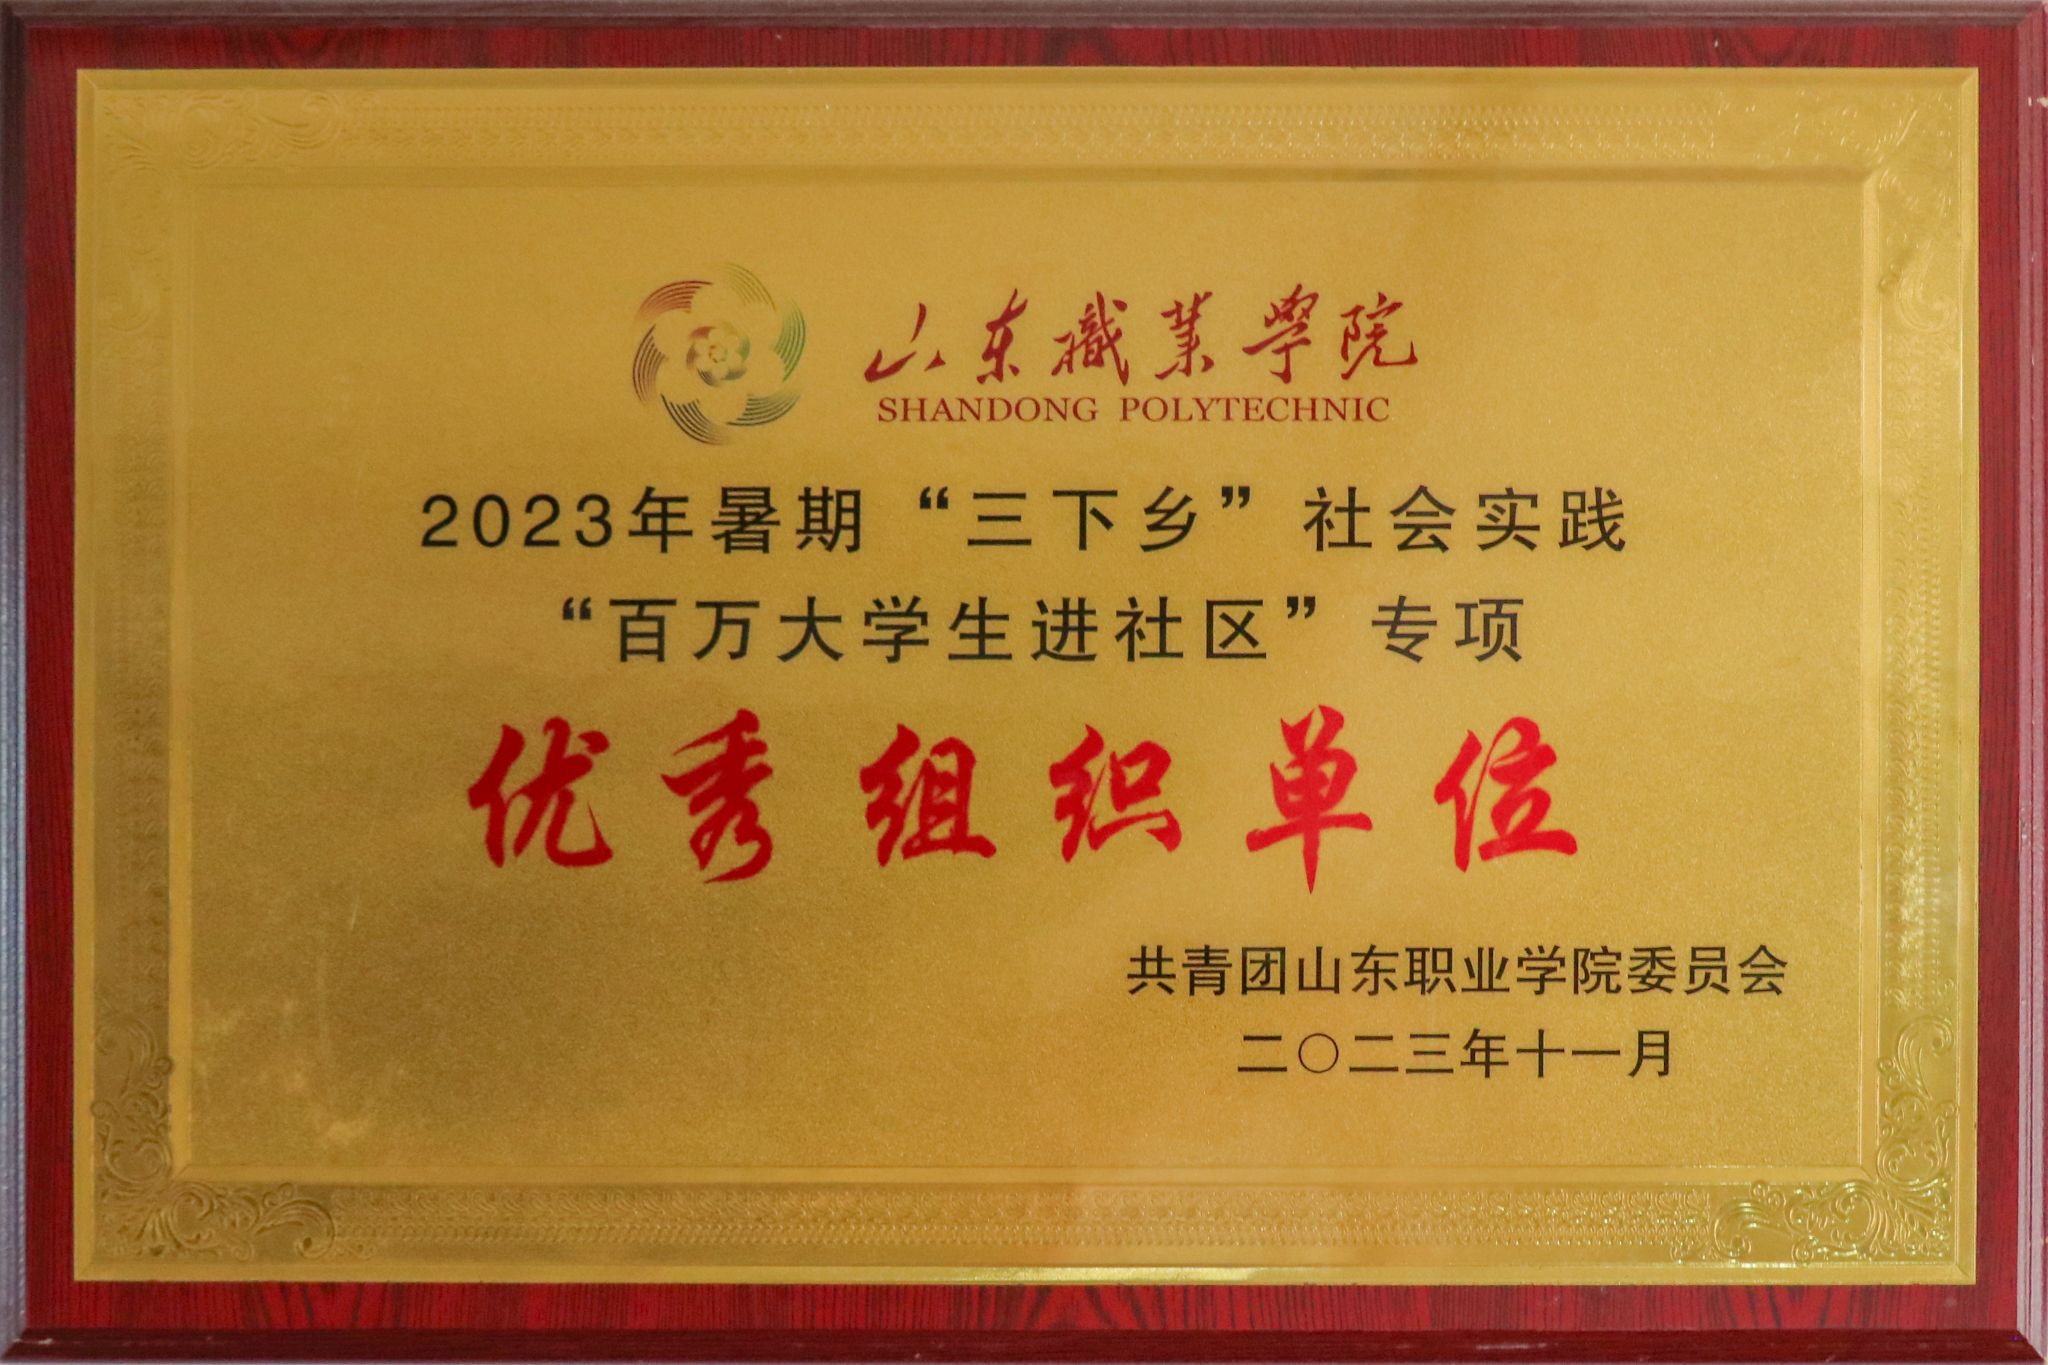 山东職業學院
SHANDONG POLYTECHNIC
2023年暑期“三下乡”社会实践
“百万大学生进社区”专项
优秀组织单位
共青团山东职业学院委员会
二〇二三年十一月